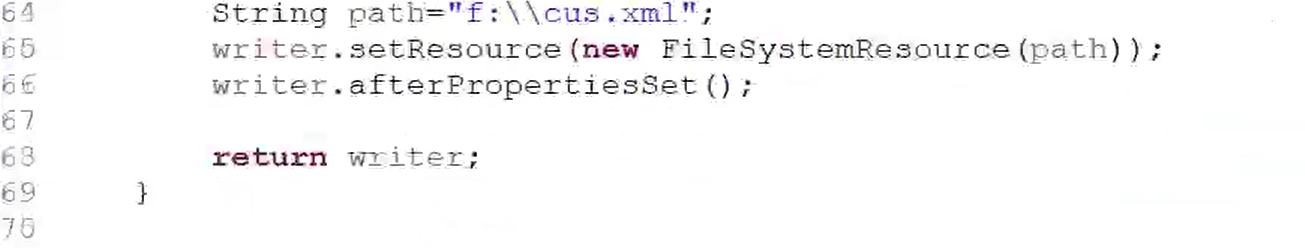 64 String path="f:\\cus.xml";
65 writer.setResource(new FileSystemResource(path));
66 writer.afterPropertiesSet();
67
68 return writer;
69 }
70